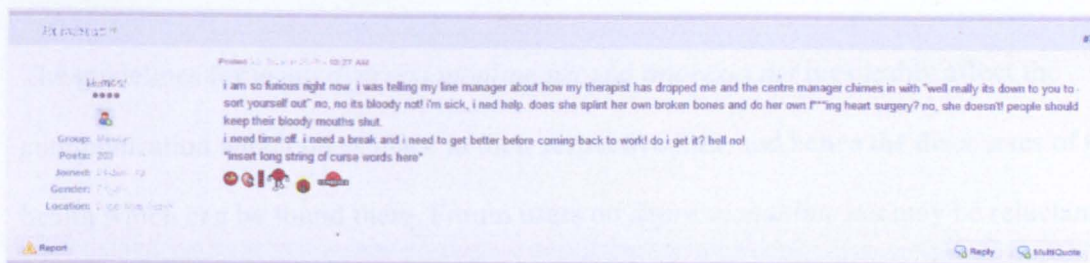 Posted 10:27 AM
i am so furious right now. i was telling my line manager about how my therapist has dropped me and the centre manager chimes in with "well really its down to you to
sort yourself out" no, no its bloody not! i'm sick, i ned help. does she splint her own broken bones and do her own f***ing heart surgery? no, she doesn't! people should
keep their bloody mouths shut.
i need time off. i need a break and i need to get better before coming back to world do i get it? hell no!
*insert long string of curse words here*
Group:
Posts: 203
Joined:
Gender:
Location:
Report
Reply MultiQuote